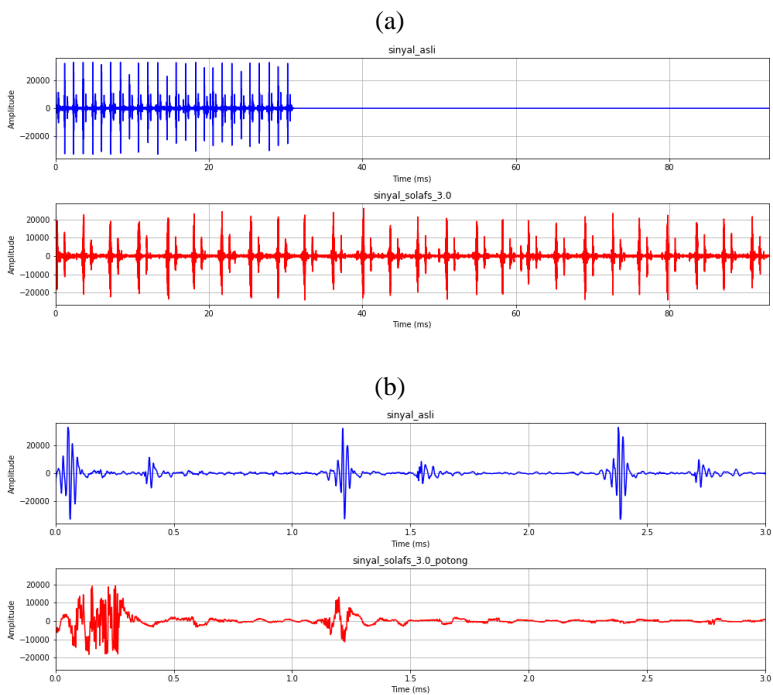 (a)
sinyal_asli
Amplitude
20000
0
−20000
0
20
40
60
80
Time (ms)
sinyal_solafs_3.0
Amplitude
20000
10000
0
−10000
−20000
0
20
40
60
80
Time (ms)
(b)
sinyal_asli
Amplitude
20000
0
−20000
0.0
0.5
1.0
1.5
2.0
2.5
3.0
Time (ms)
sinyal_solafs_3.0_potong
Amplitude
20000
10000
0
−10000
−20000
0.0
0.5
1.0
1.5
2.0
2.5
3.0
Time (ms)